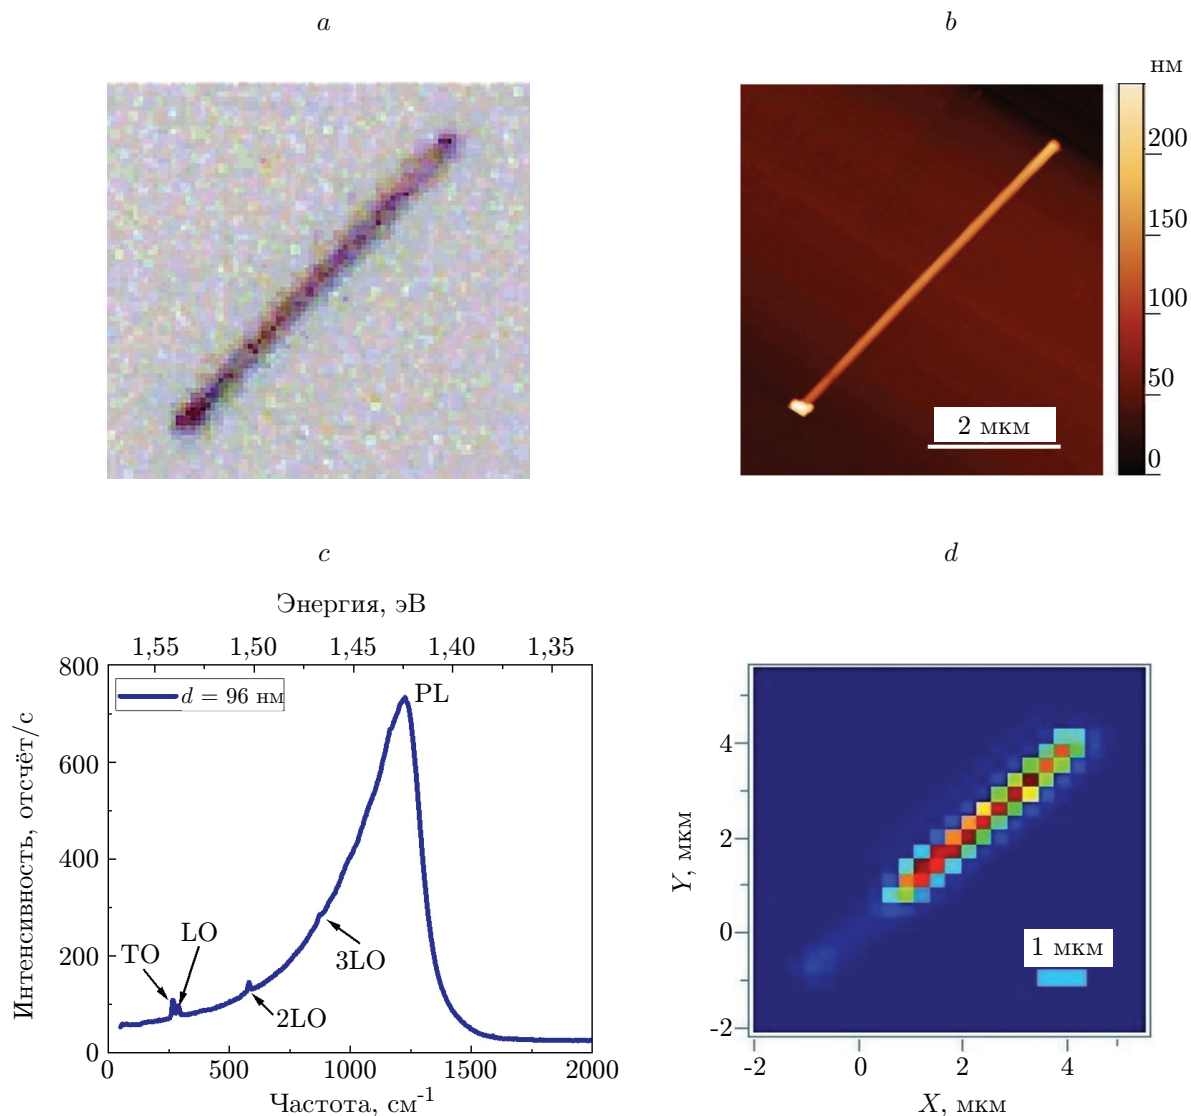 a
b
нм
200
150
100
50
0
2 мкм
c
d
Энергия, эВ
1,55 1,50 1,45 1,40 1,35
800
600
400
200
0
Интенсивность, отсчёт/с
d = 96 нм
PL
TO
LO
2LO
3LO
0 500 1000 1500 2000
Частота, см-1
4
2
0
-2
Y, мкм
1 мкм
-2 0 2 4
X, мкм